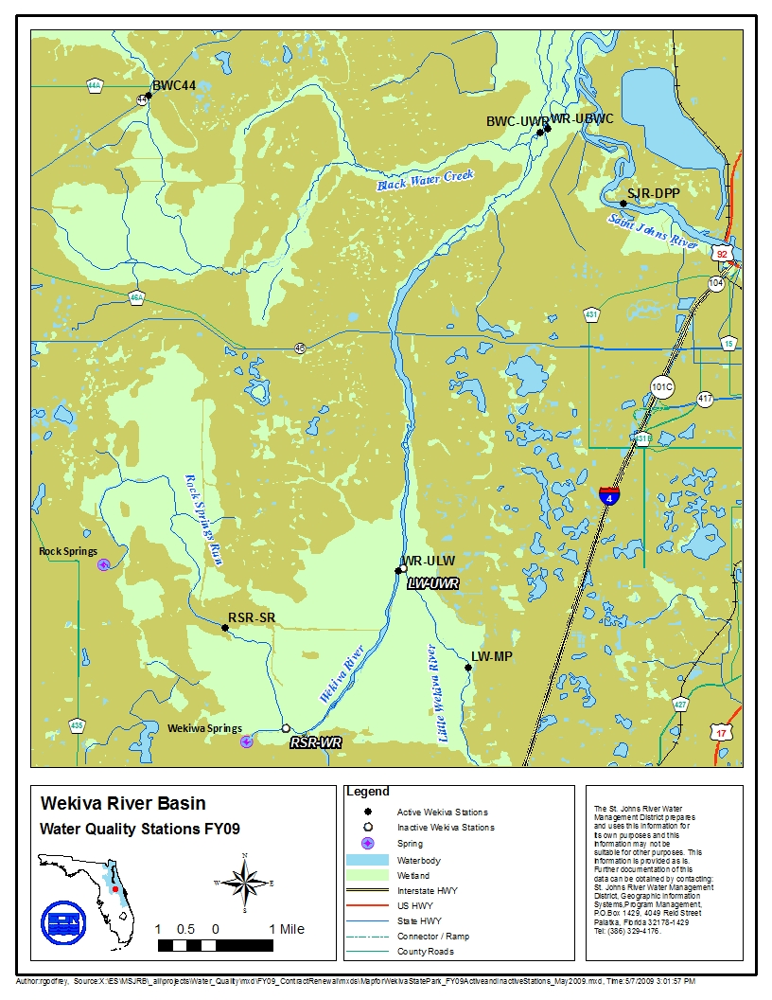 44A
BWC44
44
BWC-UWR
WR-UBWC
Black Water Creek
SJR-DPP
Saint Johns River
92
104
46A
431
46
15
101C
417
431B
4
Rock Springs Run
Rock Springs
WR-ULW
LW-UWR
RSR-SR
LW-MP
Wekiva River
Little Wekiva River
427
435
Wekiwa Springs
RSR-WR
17
Wekiva River Basin
Water Quality Stations FY09
N
W
E
S
1 0.5 0 1 Mile
Legend
Active Wekiva Stations
Inactive Wekiva Stations
Spring
Waterbody
Wetland
Interstate HWY
US HWY
State HWY
Connector / Ramp
County Roads
The St. Johns River Water
Management District prepares
and uses this information for
its own purposes and this
information may not be
suitable for other purposes. This
information is provided as is.
Further documentation of this
data can be obtained by contacting:
St. Johns River Water Management
District, Geographic Information
Systems,Program Management,
P.O.Box 1429, 4049 Reid Street
Palatka, Florida 32178-1429
Tel: (386) 329-4176.
Author:rgodfrey, Source:X:\ES\MSJRB\_all\projects\Water_Quality\mxd\FY09_ContractRenewal\mxds\MapforWekivaStatePark_FY09ActiveandInactiveStations_May2009.mxd, Time:5/7/2009 3:01:57 PM